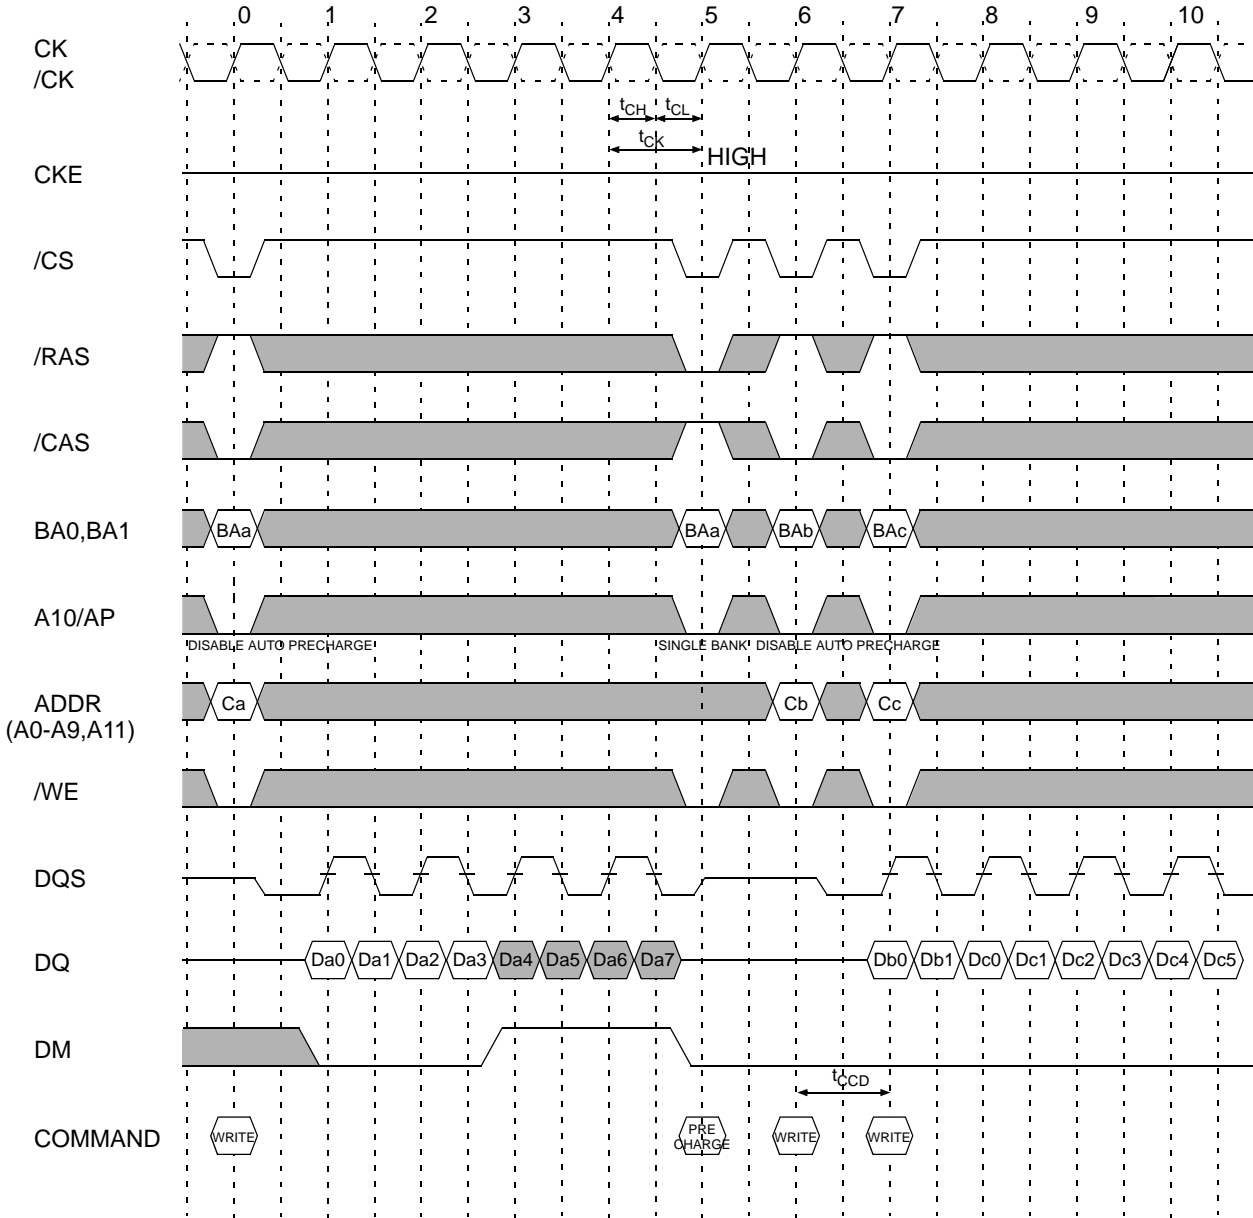 0 1 2 3 4 5 6 7 8 9 10
CK
/CK
tCH tCL
tCK
HIGH
CKE
/CS
/RAS
/CAS
BA0,BA1 BAa BAa BAb BAc
A10/AP
DISABLE AUTO PRECHARGE SINGLE BANK DISABLE AUTO PRECHARGE
ADDR Ca Cb Cc
(A0-A9,A11)
/WE
DQS
DQ Da0 Da1 Da2 Da3 Da4 Da5 Da6 Da7 Db0 Db1 Dc0 Dc1 Dc2 Dc3 Dc4 Dc5
DM
tCCD
COMMAND WRITE PRE CHARGE WRITE WRITE